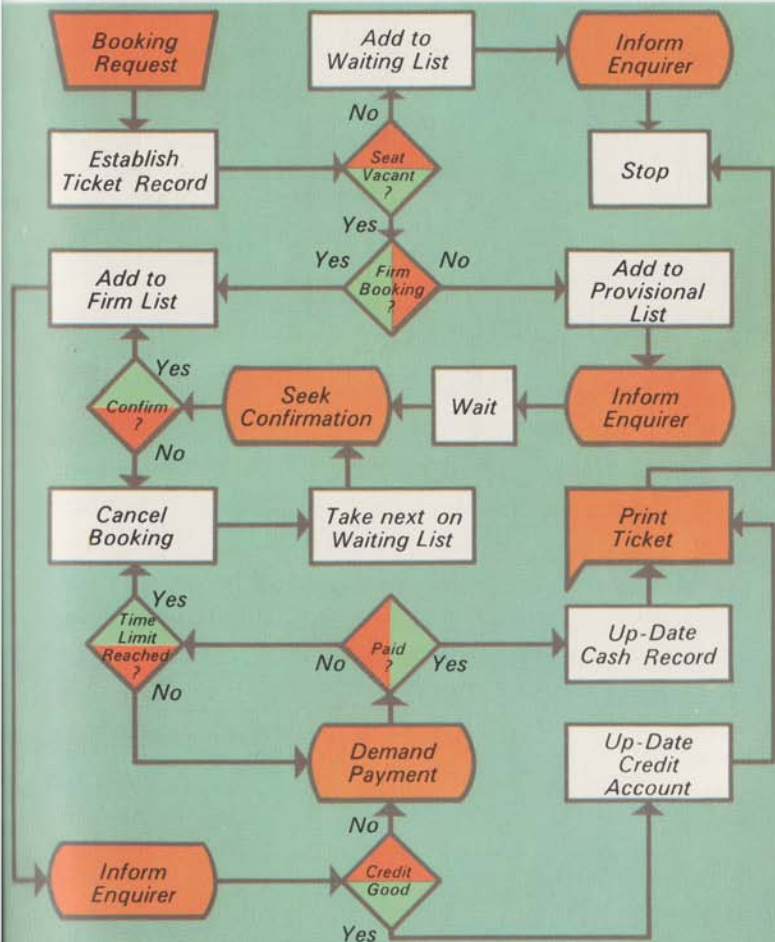 Booking
Request
Add to
Waiting List
Inform
Enquirer
No
Establish
Ticket Record
Seat
Vacant
?
Stop
Yes
Add to
Firm List
Yes
Firm
Booking
?
No
Add to
Provisional
List
Yes
Confirm
?
No
Seek
Confirmation
Wait
Inform
Enquirer
Cancel
Booking
Take next on
Waiting List
Print
Ticket
Yes
Time
Limit
Reached
?
No
No
Paid
?
Yes
Up-Date
Cash Record
Demand
Payment
Up-Date
Credit
Account
No
Inform
Enquirer
Credit
Good
Yes